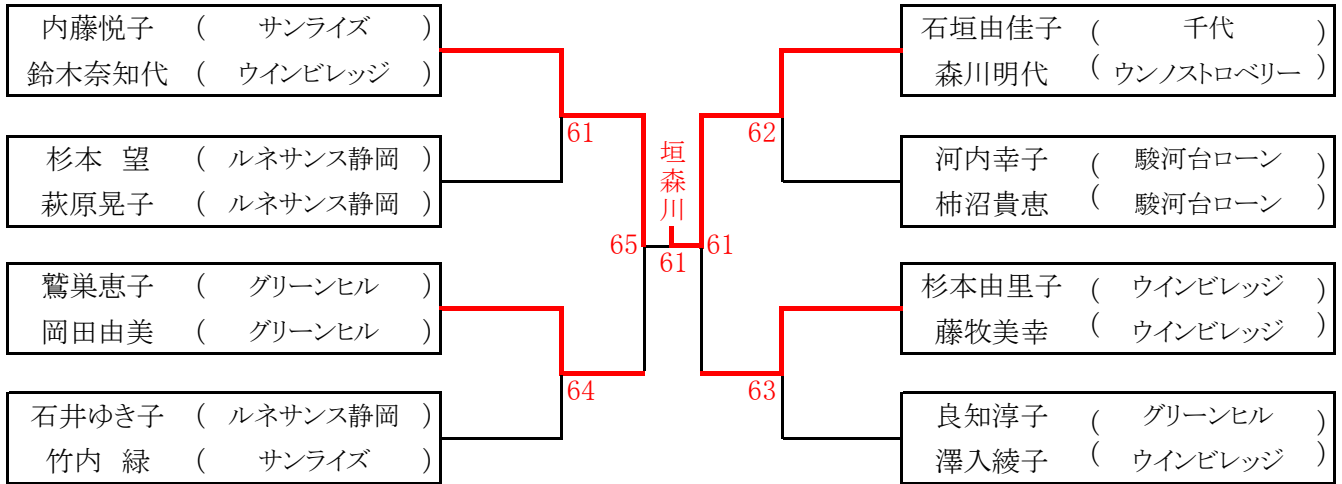 内藤悦子 ( サンライズ )
鈴木奈知代 ( ウインビレッジ )
杉本 望 ( ルネサンス静岡 )
萩原晃子 ( ルネサンス静岡 )
鷲巣恵子 ( グリーンヒル )
岡田由美 ( グリーンヒル )
石井ゆき子 ( ルネサンス静岡 )
竹内 緑 ( サンライズ )
61
64
65
垣森川
61
61
62
63
石垣由佳子 ( 千代 )
森川明代 ( ウンノストロベリー )
河内幸子 ( 駿河台ローン )
柿沼貴恵 ( 駿河台ローン )
杉本由里子 ( ウインビレッジ )
藤牧美幸 ( ウインビレッジ )
良知淳子 ( グリーンヒル )
澤入綾子 ( ウインビレッジ )